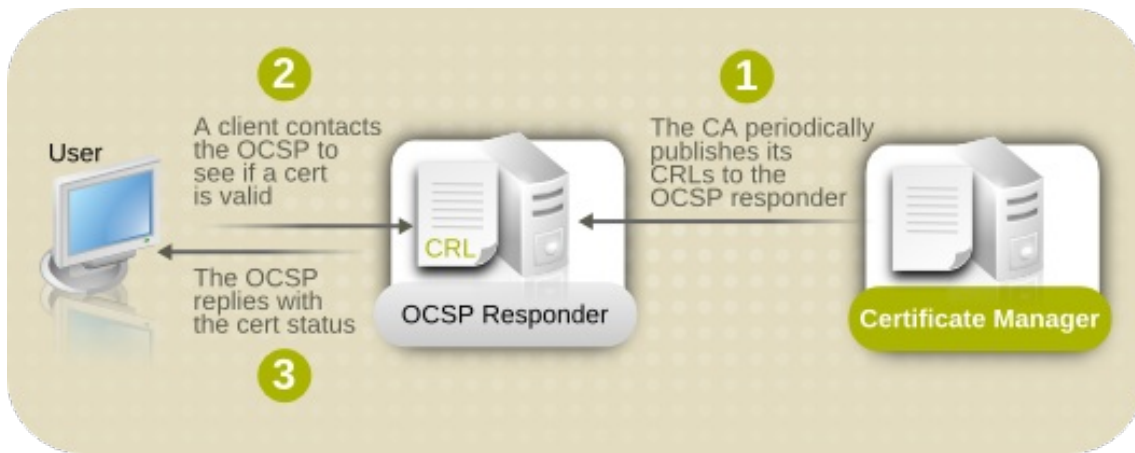 2
A client contacts
the OCSP to
see if a cert
is valid
1
The CA periodically
publishes its
CRLs to the
OCSP responder
User
CRL
OCSP Responder
Certificate Manager
The OCSP
replies with
the cert status
3